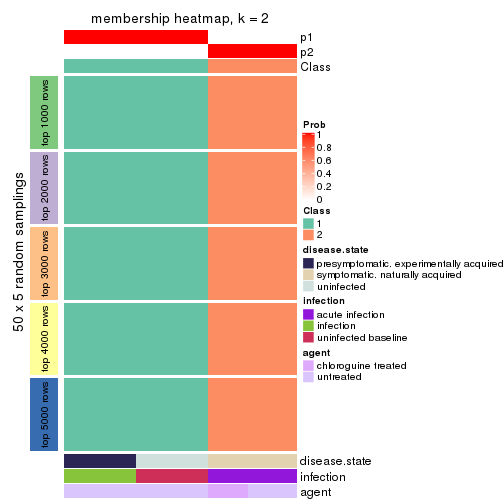 membership heatmap, k = 2
p1
p2
Class
50 x 5 random samplings
top 1000 rows
top 2000 rows
top 3000 rows
top 4000 rows
top 5000 rows
Prob
1
0.8
0.6
0.4
0.2
0
Class
1
2
disease.state
presymptomatic. experimentally acquired
symptomatic. naturally acquired
uninfected
infection
acute infection
infection
uninfected baseline
agent
chloroguine treated
untreated
disease.state
infection
agent